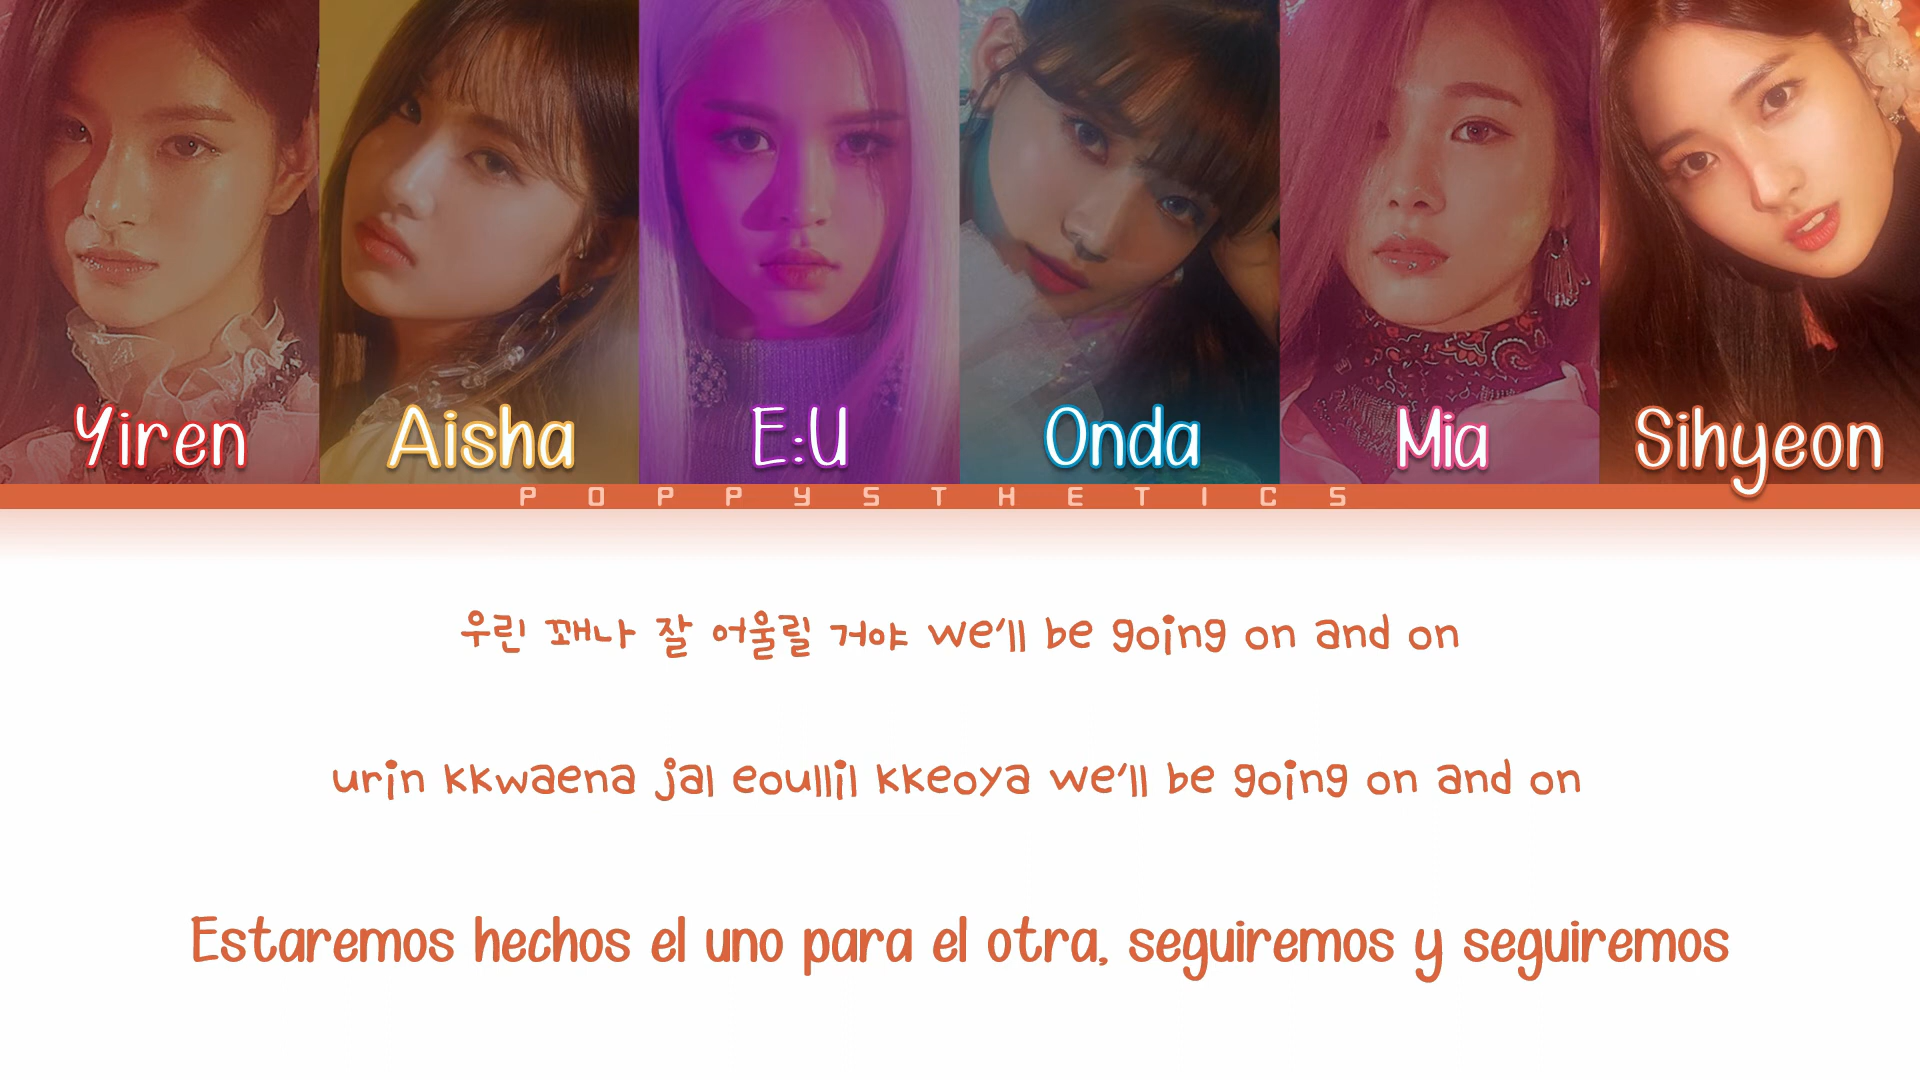 Yiren Aisha E:U Onda Mia Sihyeon
POPPYSTHETICS
우린 꽤나 잘 어울릴 거야 we'll be going on and on
urin kkwaena jal eoullil kkeoya we'll be going on and on
Estaremos hechos el uno para el otra, seguiremos y seguiremos